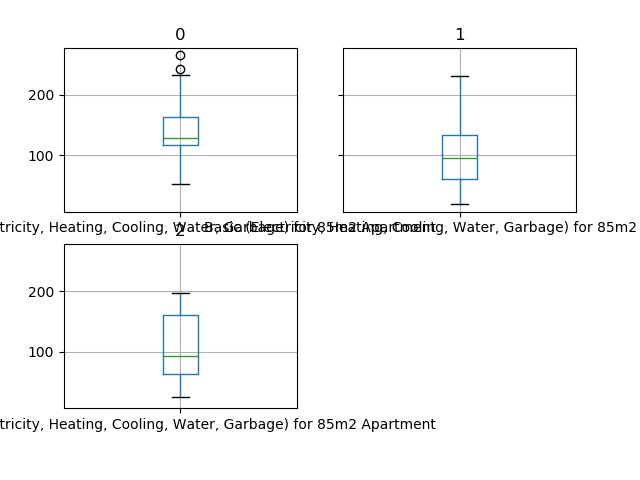 0
1
200
100
tricity, Heating, Cooling, Water, Garbage) for 85m2 Apartment
Basic (Electricity, Heating, Cooling, Water, Garbage) for 85m2
2
200
100
tricity, Heating, Cooling, Water, Garbage) for 85m2 Apartment